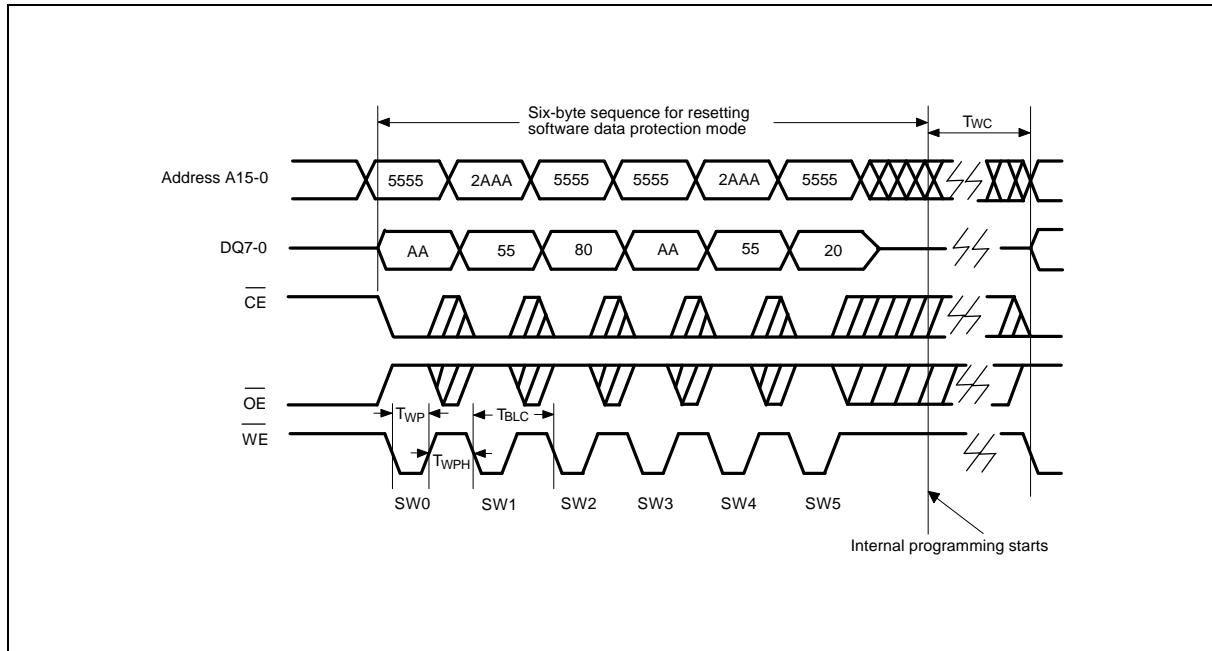 Six-byte sequence for resetting
software data protection mode
TWC
Address A15-0
5555
2AAA
5555
5555
2AAA
5555
DQ7-0
AA
55
80
AA
55
20
CE
OE
TWP
TBLC
WE
TWPH
SW0
SW1
SW2
SW3
SW4
SW5
Internal programming starts